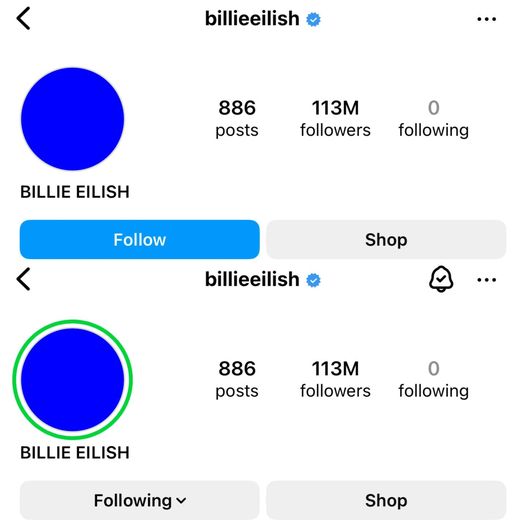 billieeilish
886 113M 0
posts followers following
BILLIE EILISH
Follow Shop
billieeilish
886 113M 0
posts followers following
BILLIE EILISH
Following Shop